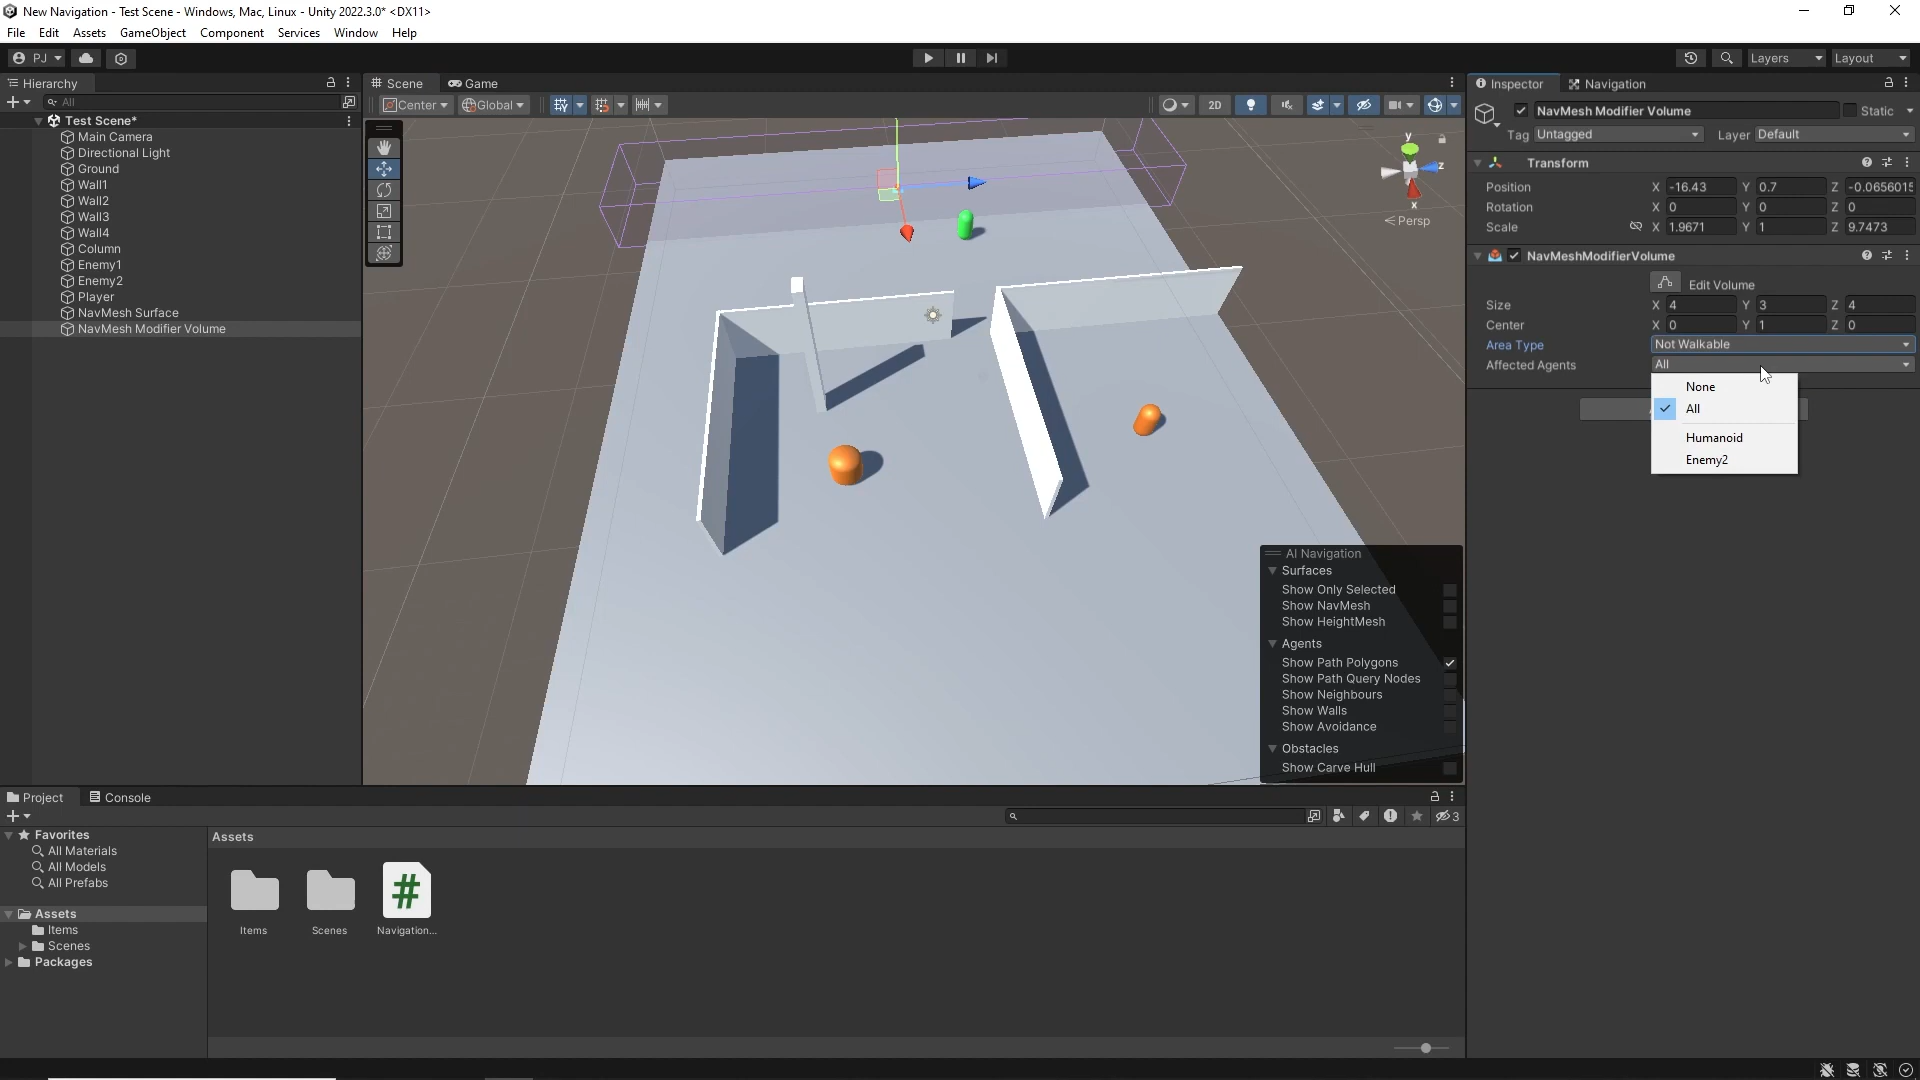 New Navigation - Test Scene - Windows, Mac, Linux - Unity 2022.3.0* <DX11>
File Edit Assets GameObject Component Services Window Help
PJ
Layers
Layout
Hierarchy
All
Test Scene*
Main Camera
Directional Light
Ground
Wall1
Wall2
Wall3
Wall4
Column
Enemy1
Enemy2
Player
NavMesh Surface
NavMesh Modifier Volume
Scene
Game
Center
Global
2D
y
z
x
Persp
AI Navigation
Surfaces
Show Only Selected
Show NavMesh
Show HeightMesh
Agents
Show Path Polygons
Show Path Query Nodes
Show Neighbours
Show Walls
Show Avoidance
Obstacles
Show Carve Hull
Inspector
Navigation
NavMesh Modifier Volume
Static
Tag Untagged Layer Default
Transform
Position X -16.43 Y 0.7 Z -0.0656015
Rotation X 0 Y 0 Z 0
Scale X 1.9671 Y 1 Z 9.7473
NavMeshModifierVolume
Edit Volume
Size X 4 Y 3 Z 4
Center X 0 Y 1 Z 0
Area Type Not Walkable
Affected Agents All
None
All
Humanoid
Enemy2
Project
Console
3
Favorites
All Materials
All Models
All Prefabs
Assets
Items
Scenes
Packages
Assets
Items
Scenes
Navigation...